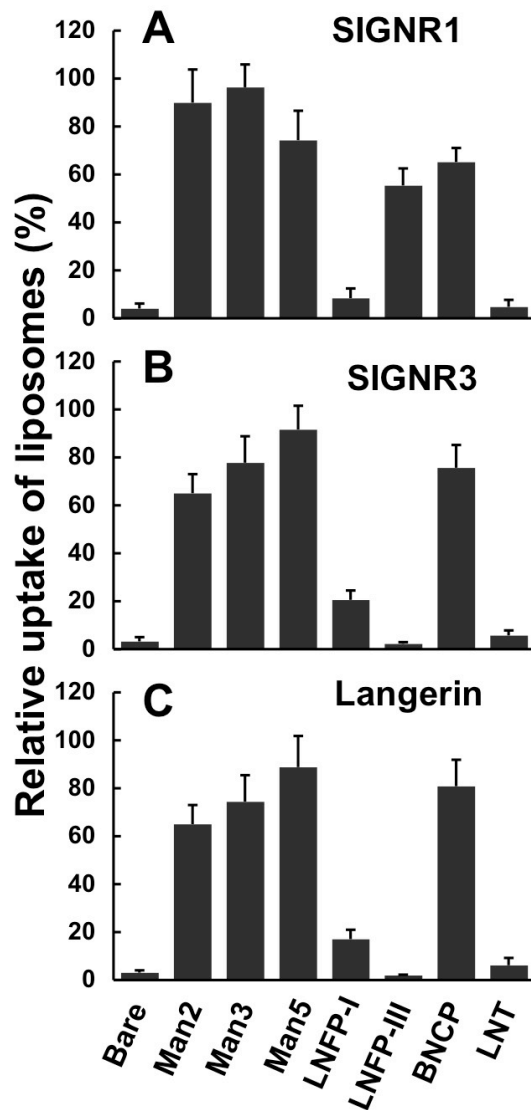 Relative uptake of liposomes (%)
A
SIGNR1
120
100
80
60
40
20
0
B
SIGNR3
120
100
80
60
40
20
0
C
Langerin
120
100
80
60
40
20
0
Bare
Man2
Man3
Man5
LNFP-I
LNFP-III
BNCP
LNT